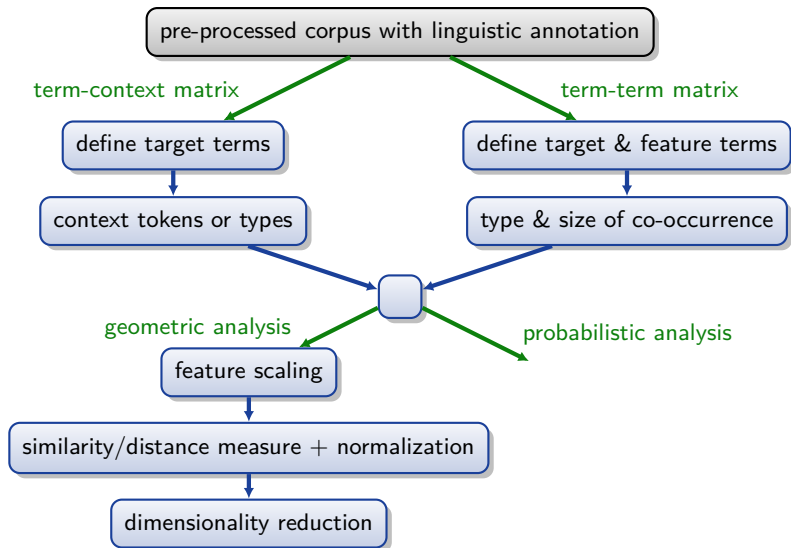 pre-processed corpus with linguistic annotation
term-context matrix
term-term matrix
define target terms
define target & feature terms
context tokens or types
type & size of co-occurrence
geometric analysis
probabilistic analysis
feature scaling
similarity/distance measure + normalization
dimensionality reduction